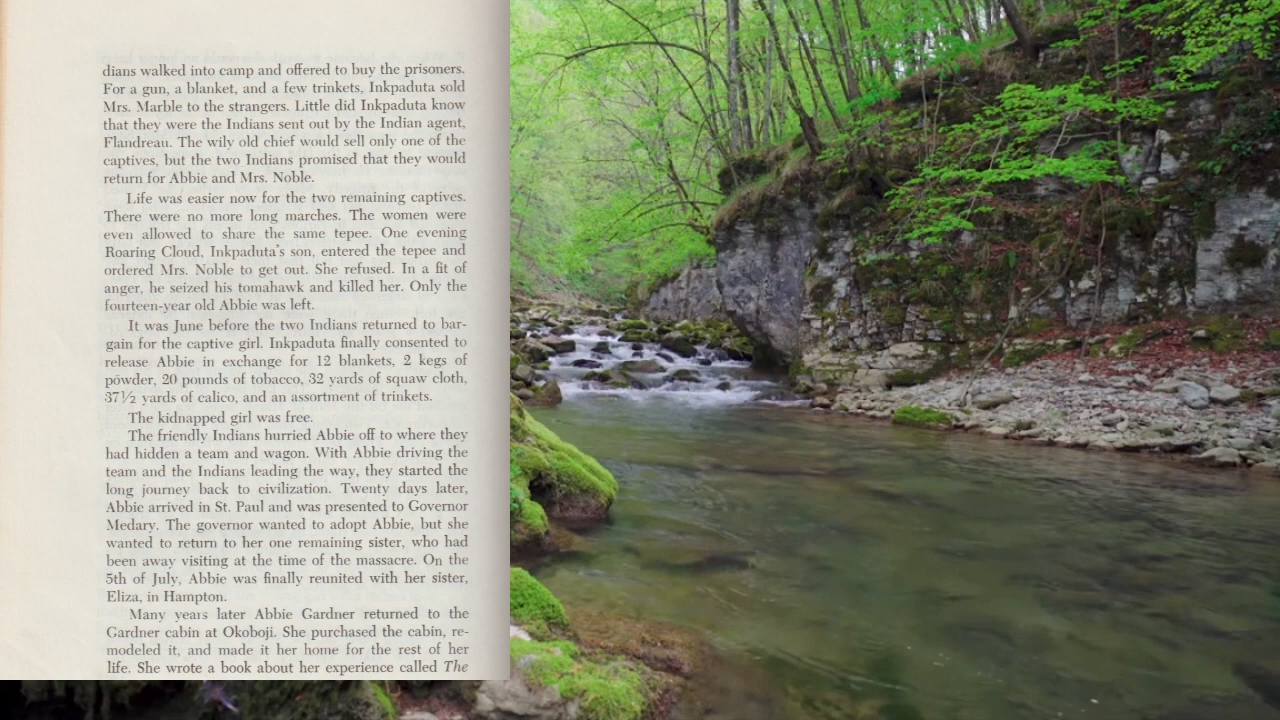 dians walked into camp and offered to buy the prisoners.
For a gun, a blanket, and a few trinkets, Inkpaduta sold
Mrs. Marble to the strangers. Little did Inkpaduta know
that they were the Indians sent out by the Indian agent,
Flandreau. The wily old chief would sell only one of the
captives, but the two Indians promised that they would
return for Abbie and Mrs. Noble.
Life was easier now for the two remaining captives.
There were no more long marches. The women were
even allowed to share the same tepee. One evening
Roaring Cloud, Inkpaduta's son, entered the tepee and
ordered Mrs. Noble to get out. She refused. In a fit of
anger, he seized his tomahawk and killed her. Only the
fourteen-year old Abbie was left.
It was June before the two Indians returned to bar-
gain for the captive girl. Inkpaduta finally consented to
release Abbie in exchange for 12 blankets, 2 kegs of
powder, 20 pounds of tobacco, 32 yards of squaw cloth,
37½ yards of calico, and an assortment of trinkets.
The kidnapped girl was free.
The friendly Indians hurried Abbie off to where they
had hidden a team and wagon. With Abbie driving the
team and the Indians leading the way, they started the
long journey back to civilization. Twenty days later,
Abbie arrived in St. Paul and was presented to Governor
Medary. The governor wanted to adopt Abbie, but she
wanted to return to her one remaining sister, who had
been away visiting at the time of the massacre. On the
5th of July, Abbie was finally reunited with her sister,
Eliza, in Hampton.
Many years later Abbie Gardner returned to the
Gardner cabin at Okoboji. She purchased the cabin, re-
modeled it, and made it her home for the rest of her
life. She wrote a book about her experience called The